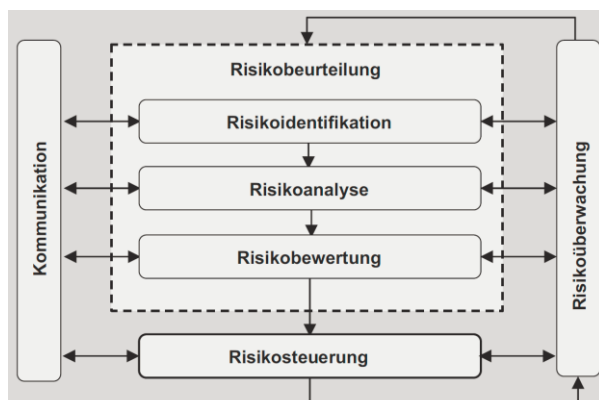 Risikobeurteilung
Kommunikation
Risikoidentifikation
Risikoanalyse
Risikobewertung
Risikosteuerung
Risikoüberwachung